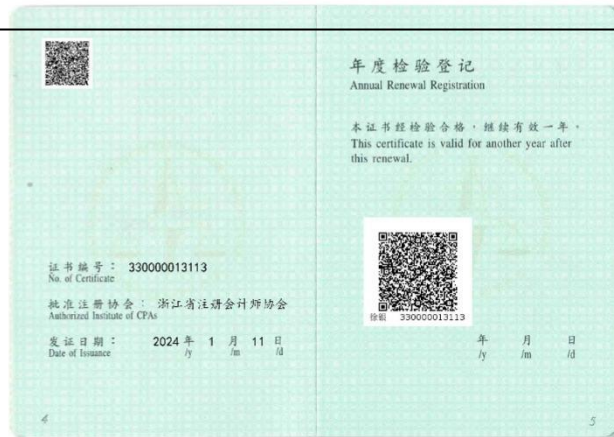 证书编号： 330000013113
No. of Certificate
批准注册协会： 浙江省注册会计师协会
Authorized Institute of CPAs
发证日期： 2024 年 1 月 11 日
Date of Issuance /y /m /d
4
年度检验登记
Annual Renewal Registration
本证书经检验合格，继续有效一年。
This certificate is valid for another year after
this renewal.
330000013113
年 月 日
/y /m /d
5